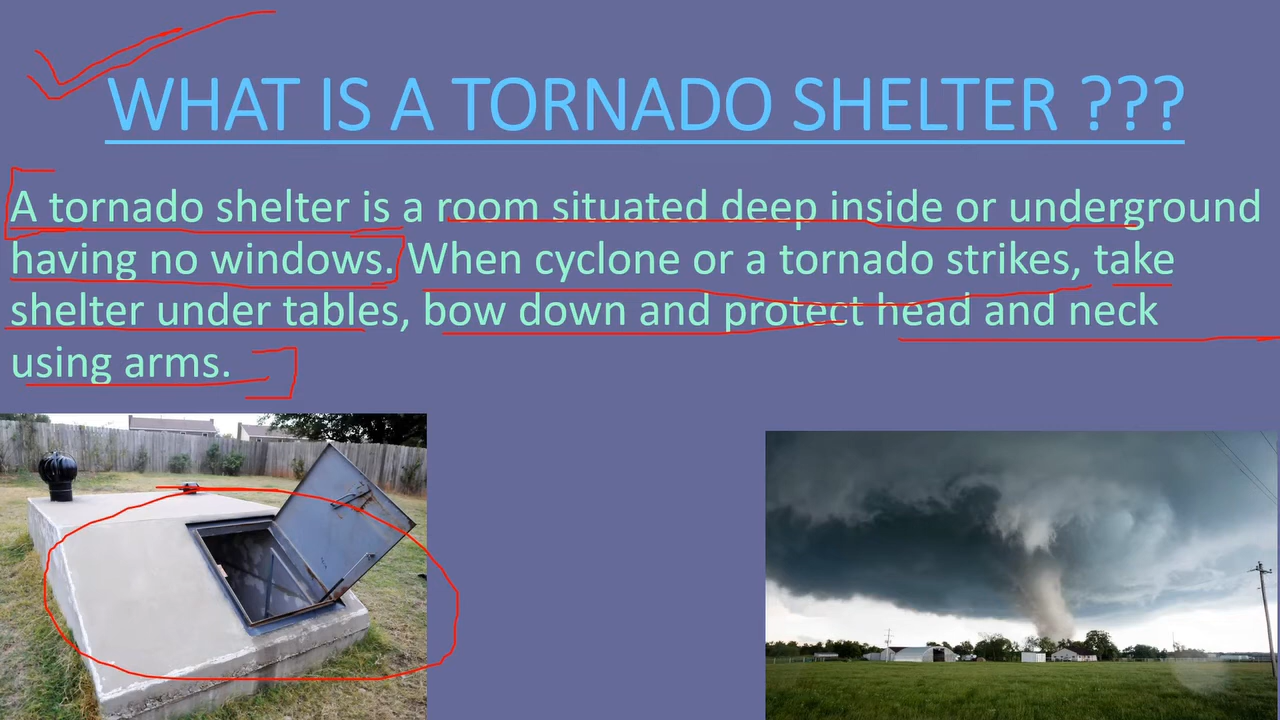 WHAT IS A TORNADO SHELTER ???
A tornado shelter is a room situated deep inside or underground
having no windows. When cyclone or a tornado strikes, take
shelter under tables, bow down and protect head and neck
using arms.